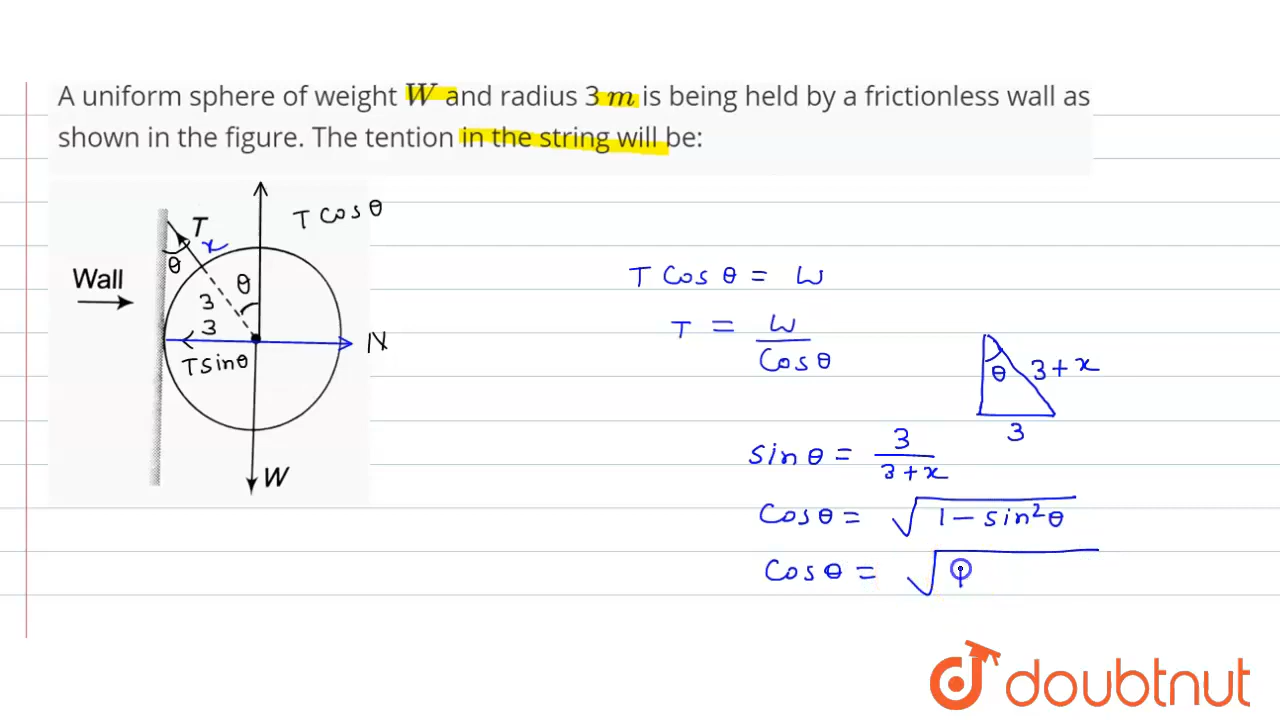 A uniform sphere of weight W and radius 3 m is being held by a frictionless wall as
shown in the figure. The tention in the string will be:
T cos θ
T
x
θ
θ
Wall
3
3
T sin θ
N
W
T cos θ = W
T = W / cos θ
θ
3 + x
3
sin θ = 3 / 3 + x
cos θ = √1 − sin²θ
cos θ = √
doubtnut